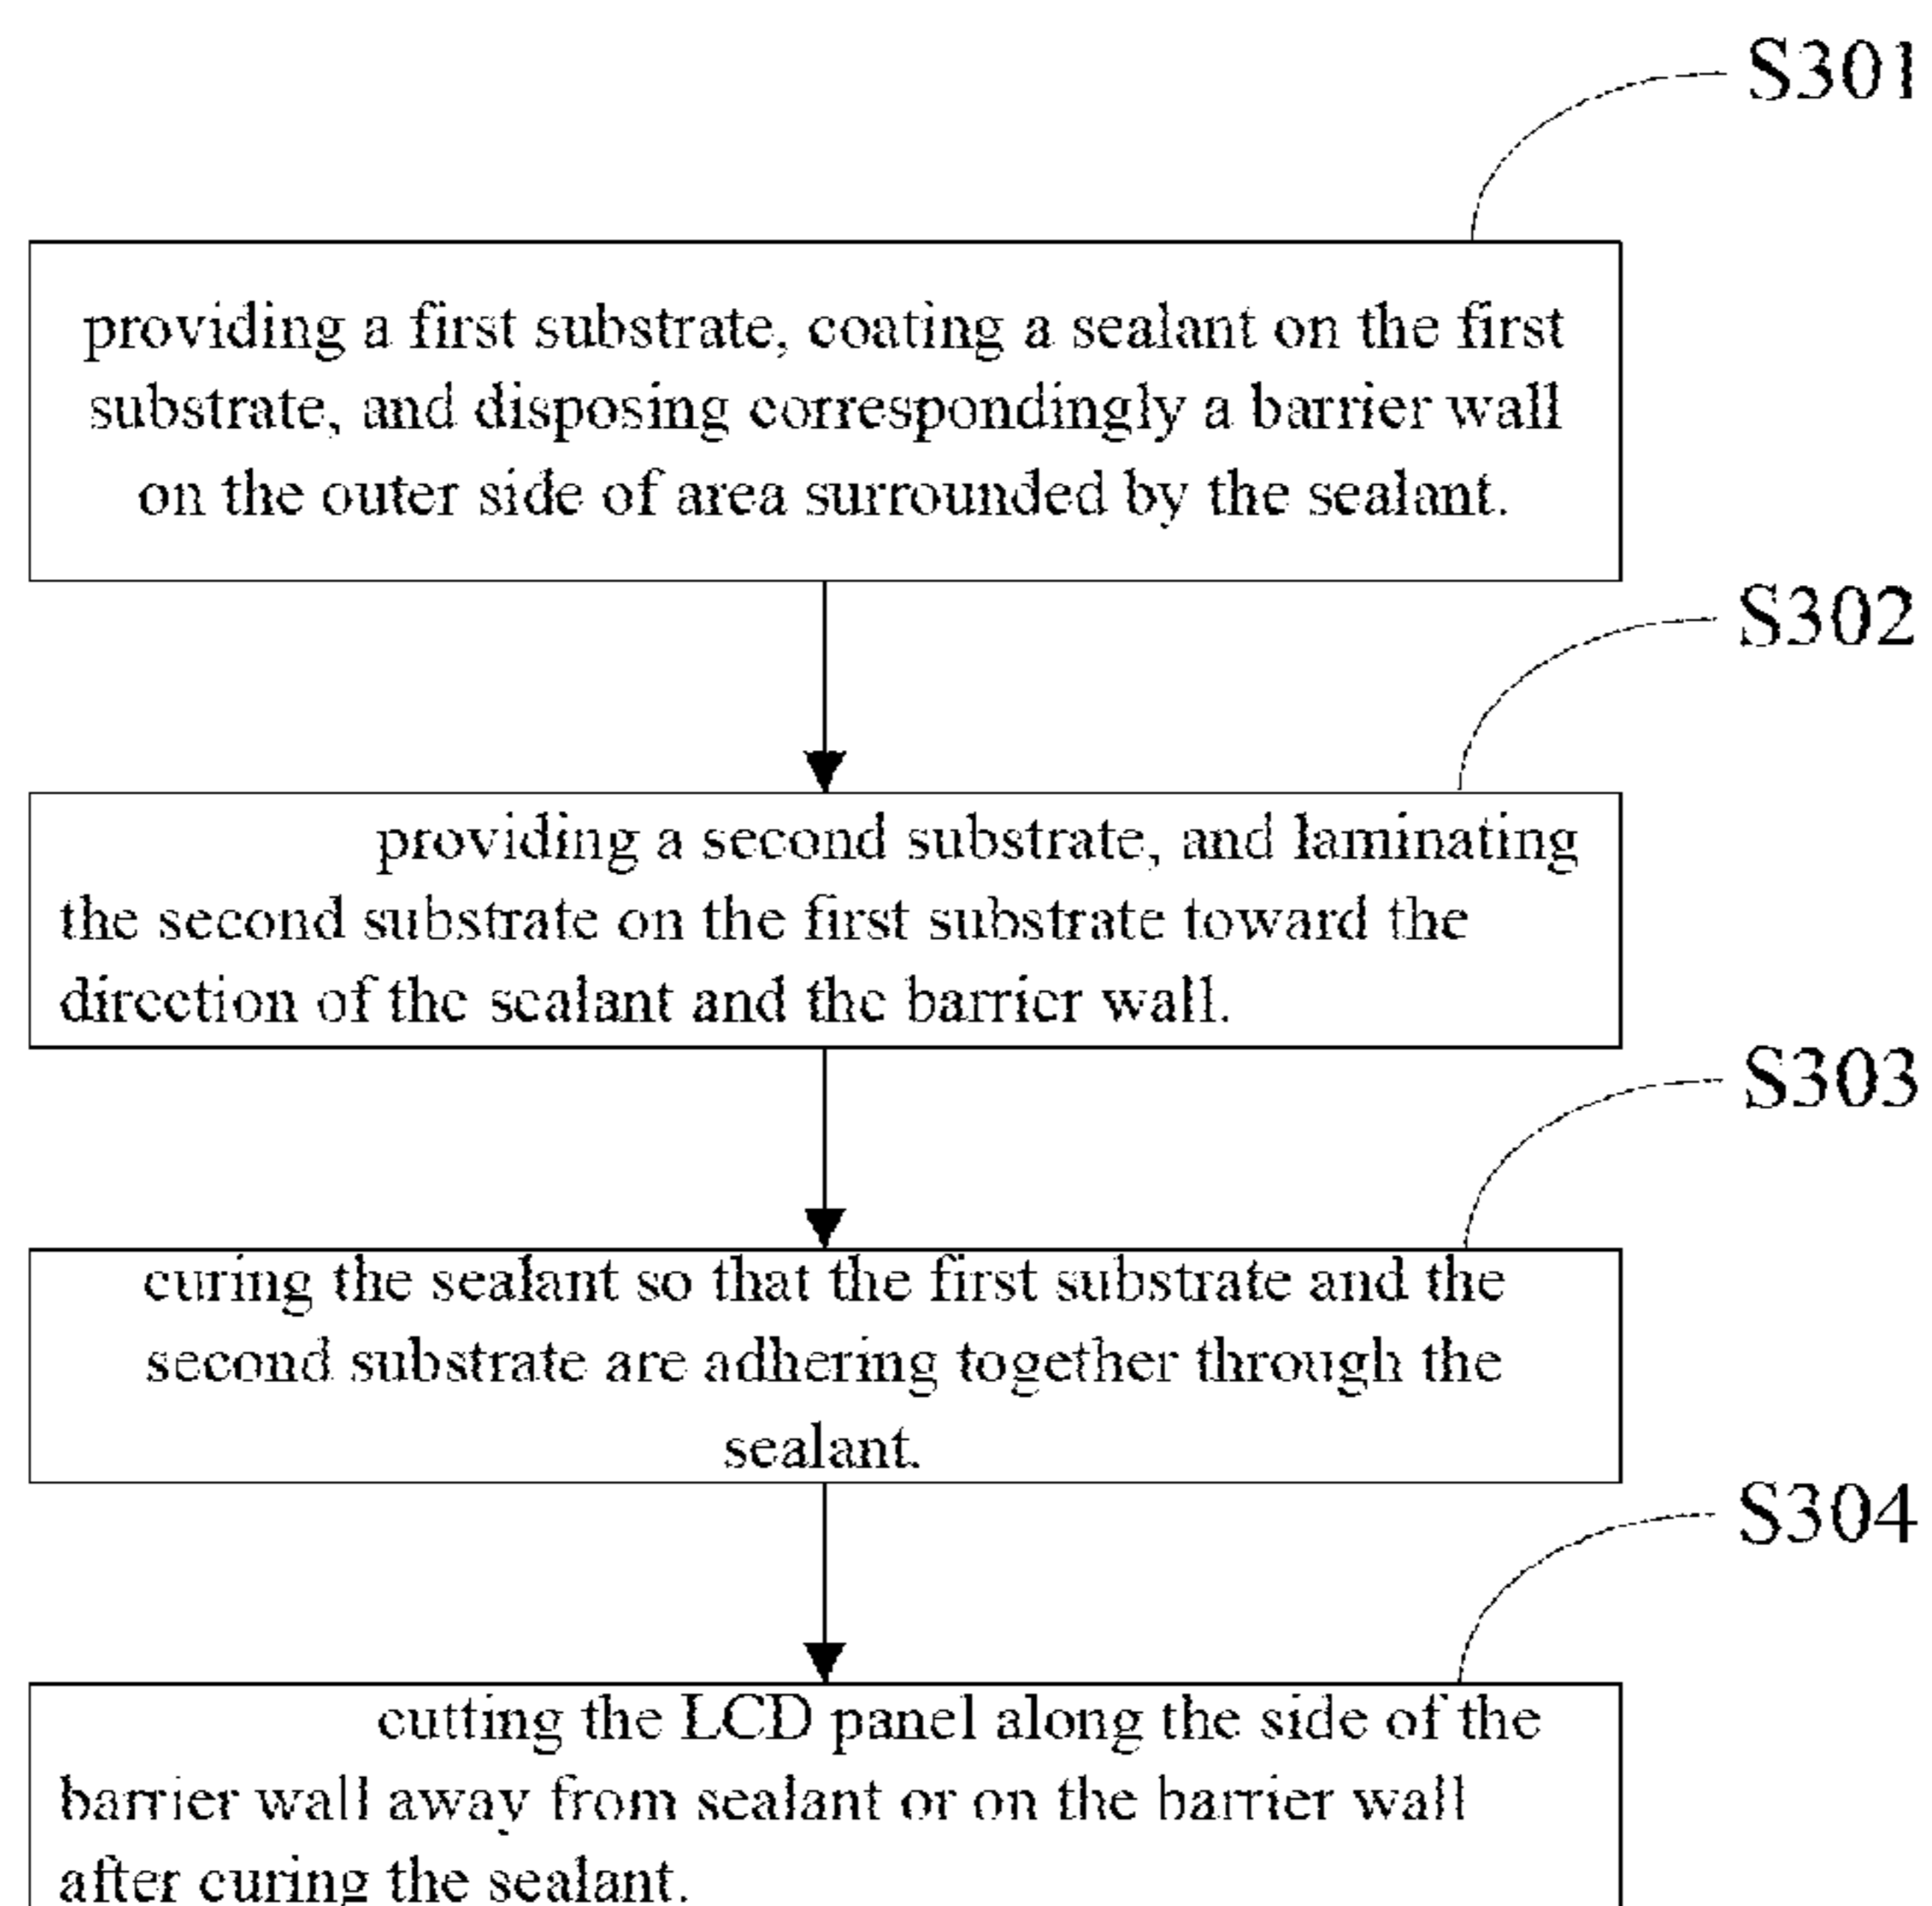 S301
providing a first substrate, coating a sealant on the first
substrate, and disposing correspondingly a barrier wall
on the outer side of area surrounded by the sealant.
S302
providing a second substrate, and laminating
the second substrate on the first substrate toward the
direction of the sealant and the barrier wall.
S303
curing the sealant so that the first substrate and the
second substrate are adhering together through the
sealant.
S304
cutting the LCD panel along the side of the
barrier wall away from sealant or on the barrier wall
after curing the sealant.